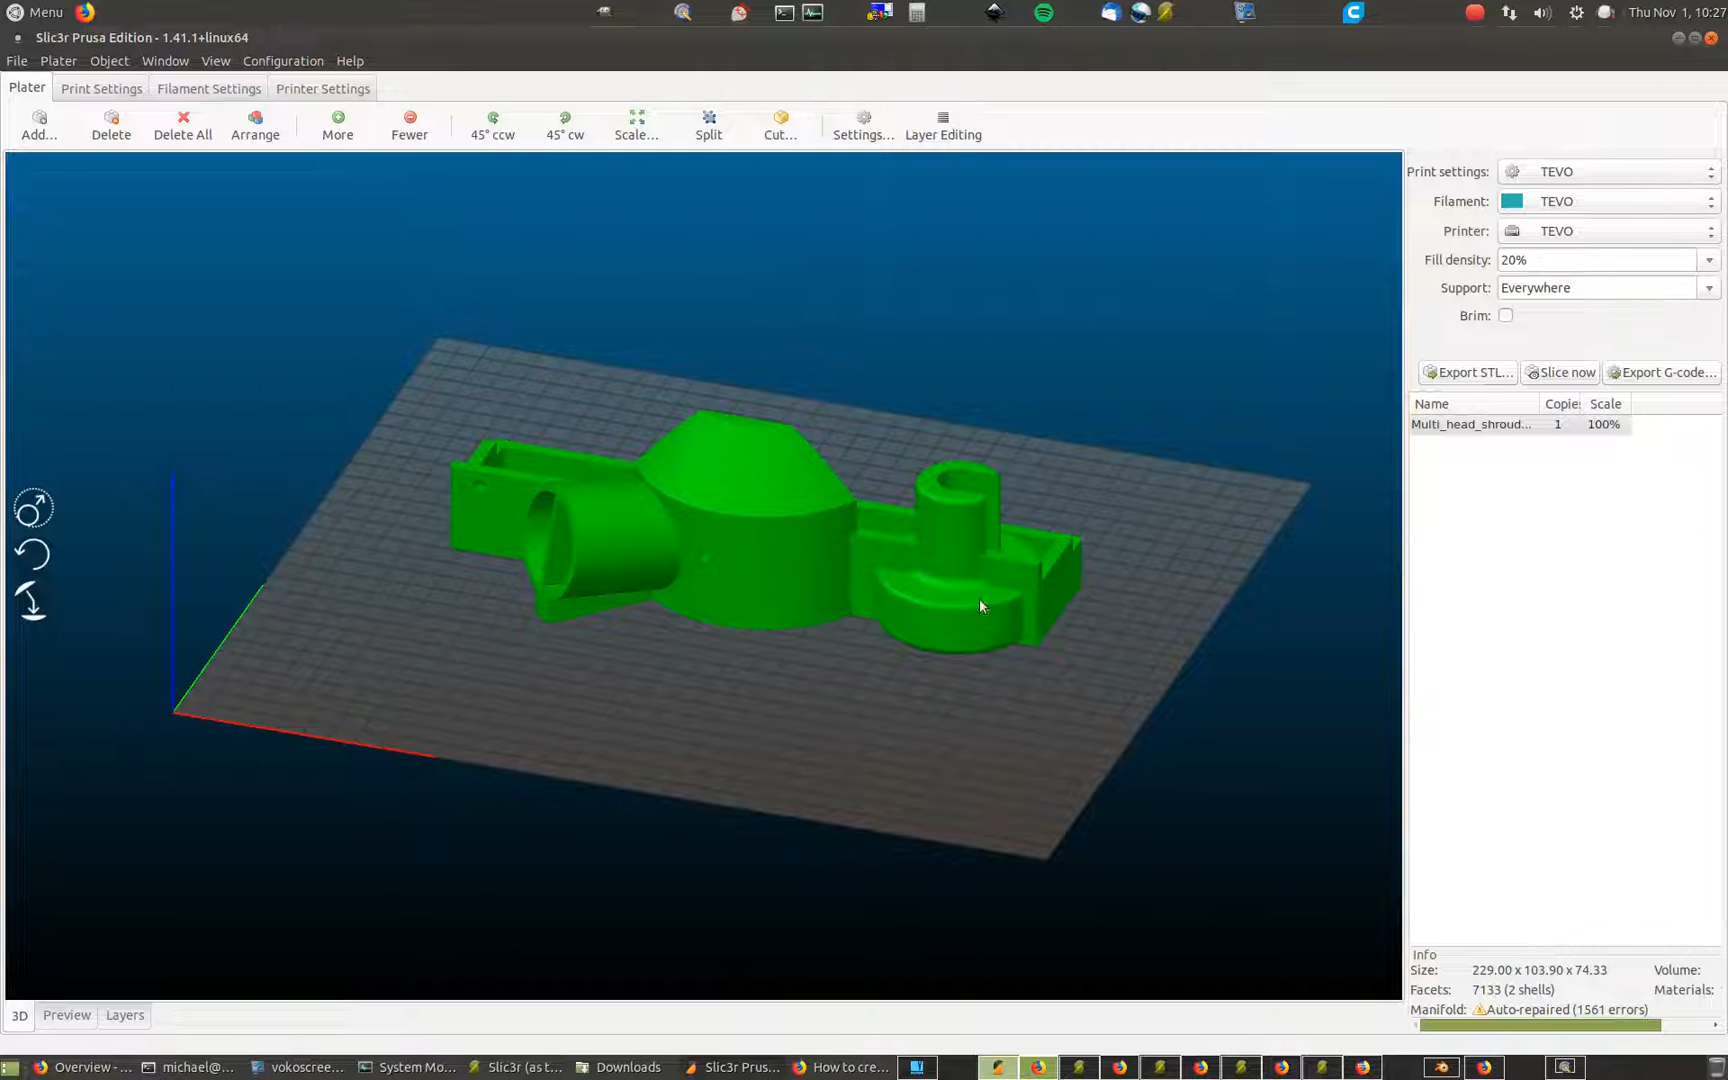 Menu
Thu Nov 1, 10:27
Slic3r Prusa Edition - 1.41.1+linux64
File Plater Object Window View Configuration Help
Plater Print Settings Filament Settings Printer Settings
Add... Delete Delete All Arrange More Fewer 45° ccw 45° cw Scale... Split Cut... Settings... Layer Editing
Print settings: TEVO
Filament: TEVO
Printer: TEVO
Fill density: 20%
Support: Everywhere
Brim:
Export STL... Slice now Export G-code...
Name Copies Scale
Multi_head_shroud... 1 100%
Info
Size: 229.00 x 103.90 x 74.33 Volume:
Facets: 7133 (2 shells) Materials:
Manifold: Auto-repaired (1561 errors)
3D Preview Layers
Overview - ... michael@... vokoscree... System Mo... Slic3r (as t... Downloads Slic3r Prus... How to cre...